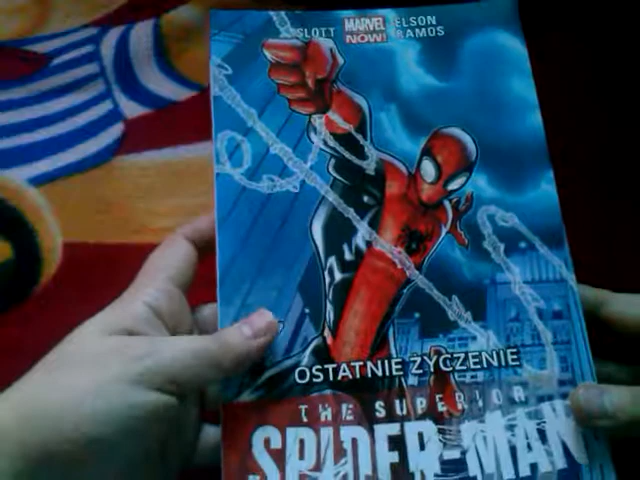 SLOTT MARVEL NOW! ELSON RAMOS
OSTATNIE ŻYCZENIE
THE SUPERIOR
SPIDER-MAN